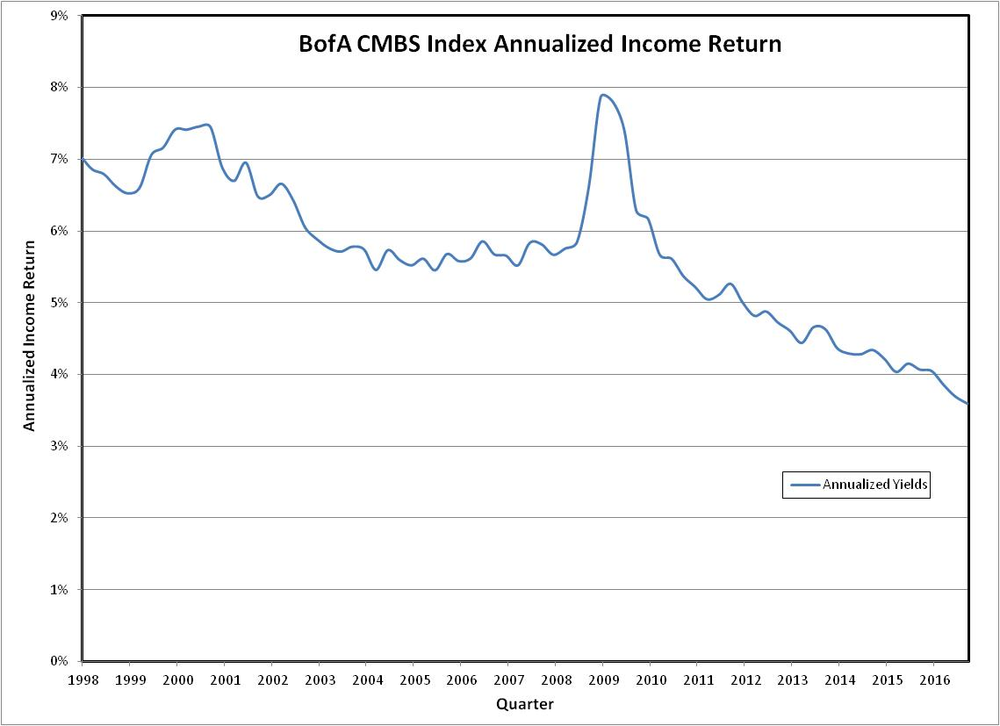 BofA CMBS Index Annualized Income Return
9%
8%
7%
6%
5%
4%
3%
2%
1%
0%
Annualized Income Return
Annualized Yields
1998 1999 2000 2001 2002 2003 2004 2005 2006 2007 2008 2009 2010 2011 2012 2013 2014 2015 2016
Quarter